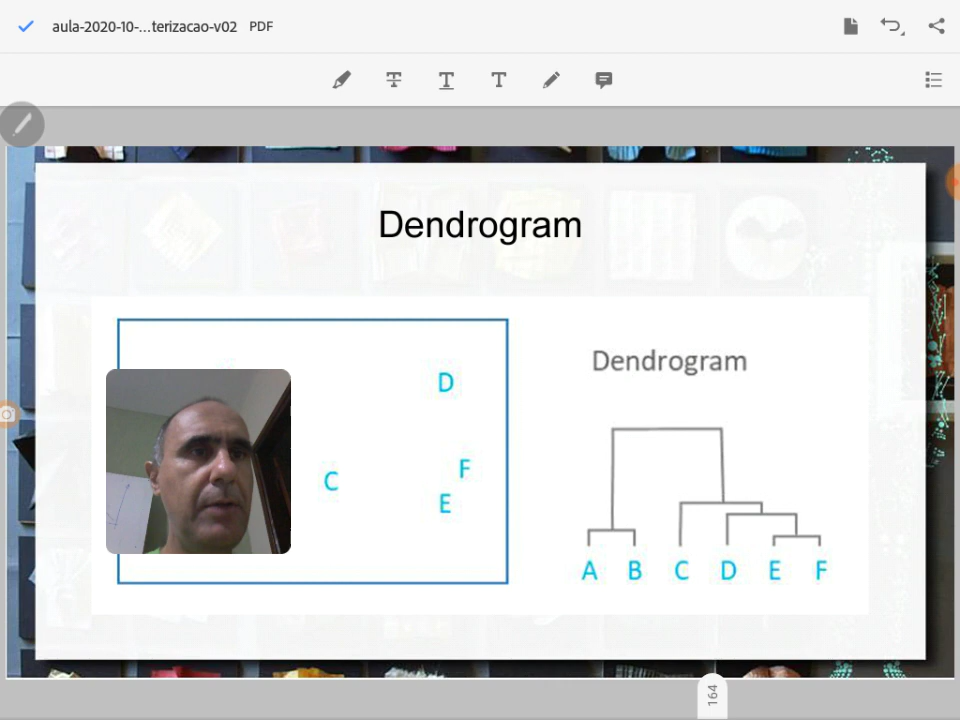 aula-2020-10-...terizacao-v02 PDF
Dendrogram
D
C
F
E
Dendrogram
A B C D E F
164